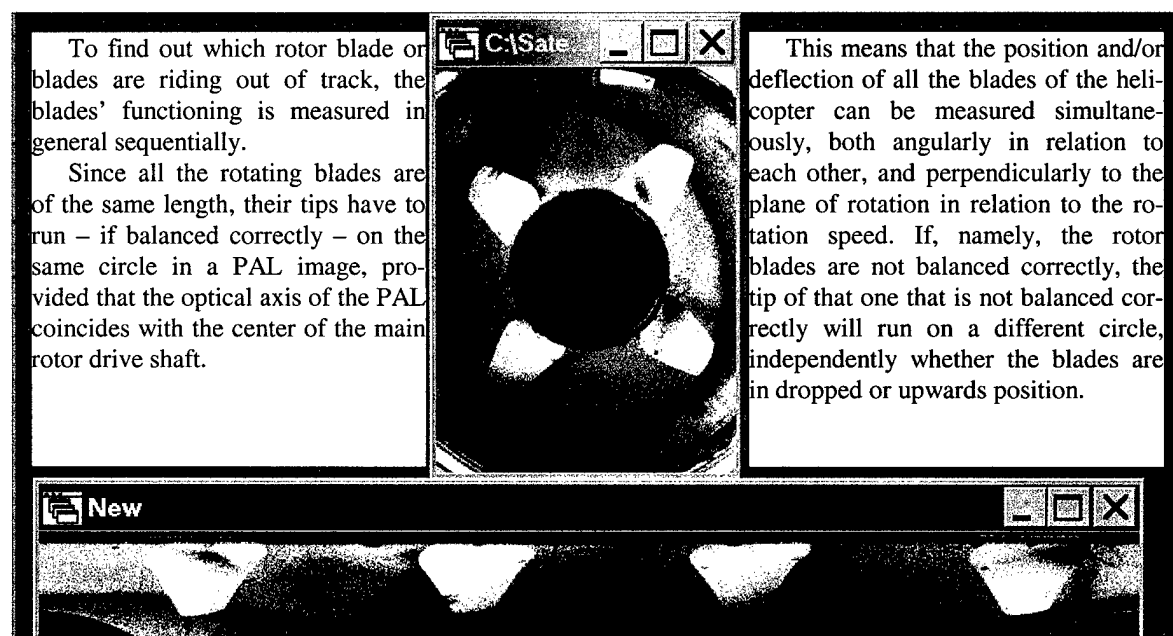 To find out which rotor blade or
blades are riding out of track, the
blades' functioning is measured in
general sequentially.
Since all the rotating blades are
of the same length, their tips have to
run – if balanced correctly – on the
same circle in a PAL image, pro-
vided that the optical axis of the PAL
coincides with the center of the main
rotor drive shaft.
C:\Sate
This means that the position and/or
deflection of all the blades of the heli-
copter can be measured simultane-
ously, both angularly in relation to
each other, and perpendicularly to the
plane of rotation in relation to the ro-
tation speed. If, namely, the rotor
blades are not balanced correctly, the
tip of that one that is not balanced cor-
rectly will run on a different circle,
independently whether the blades are
in dropped or upwards position.
New